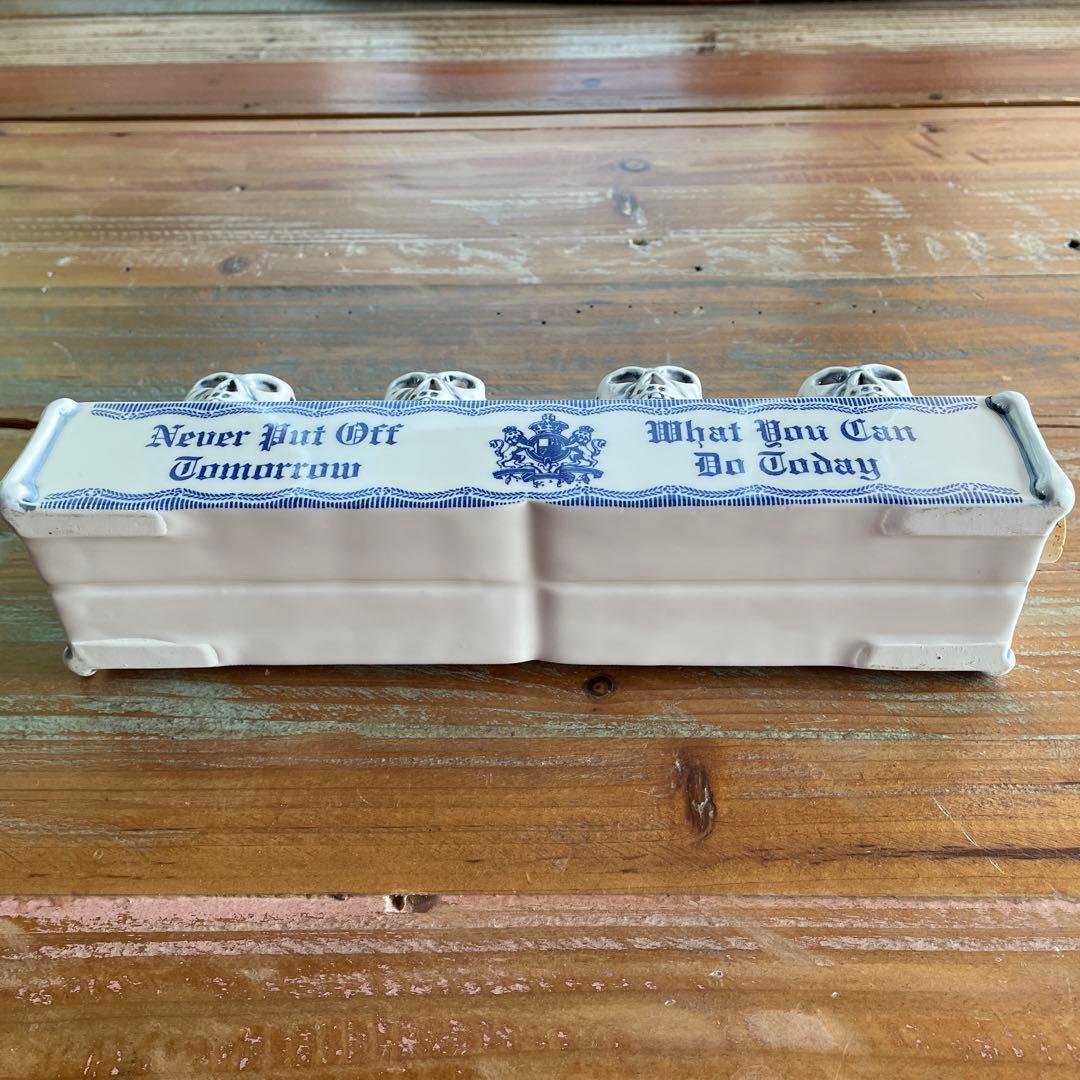 Never Put Off
Tomorrow
What You Can
Do Today